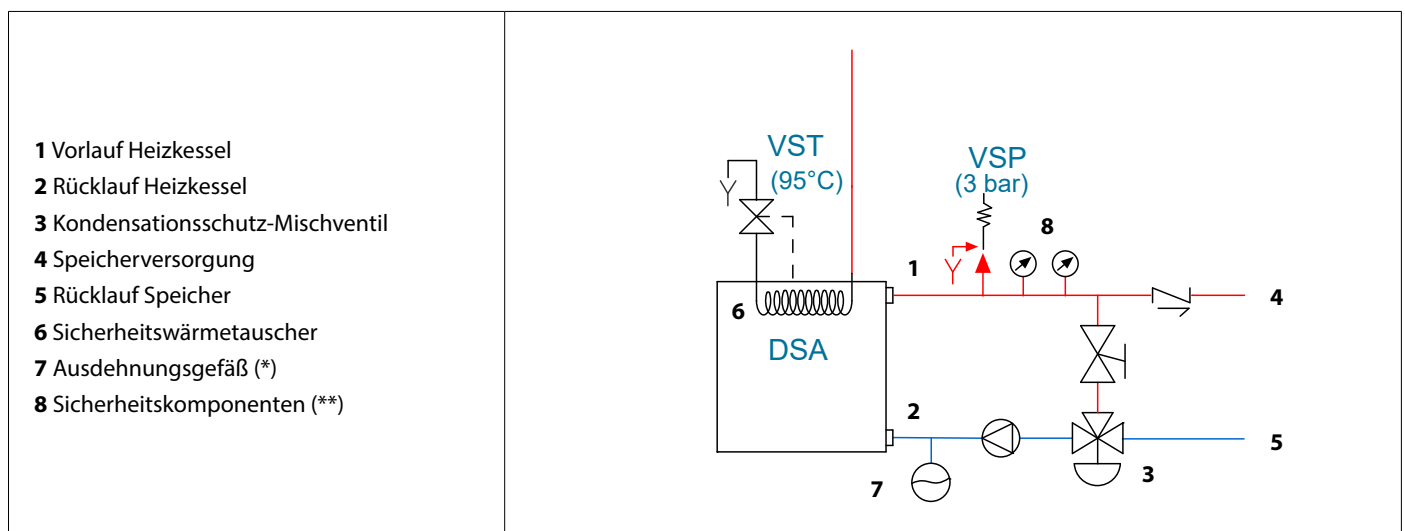 1 Vorlauf Heizkessel
2 Rücklauf Heizkessel
3 Kondensationsschutz-Mischventil
4 Speicherversorgung
5 Rücklauf Speicher
6 Sicherheitswärmetauscher
7 Ausdehnungsgefäß (*)
8 Sicherheitskomponenten (**)
VST
(95°C)
VSP
(3 bar)
8
1
6
4
DSA
2
5
7
3